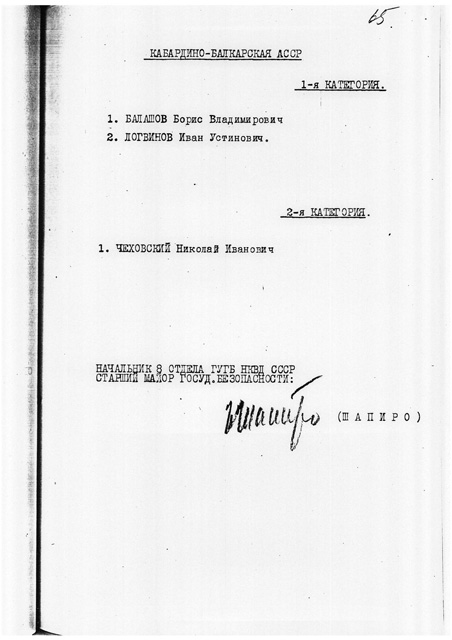 65.
КАБАРДИНО-БАЛКАРСКАЯ АССР
1-я КАТЕГОРИЯ.
1. БАЛАШОВ Борис Владимирович
2. ЛОГВИНОВ Иван Устинович.
2-я КАТЕГОРИЯ.
1. ЧЕХОВСКИЙ Николай Иванович
НАЧАЛЬНИК 8 ОТДЕЛА ГУГБ НКВД СССР
СТАРШИЙ МАЙОР ГОСУД.БЕЗОПАСНОСТИ:
Шапиро (ШАПИРО)